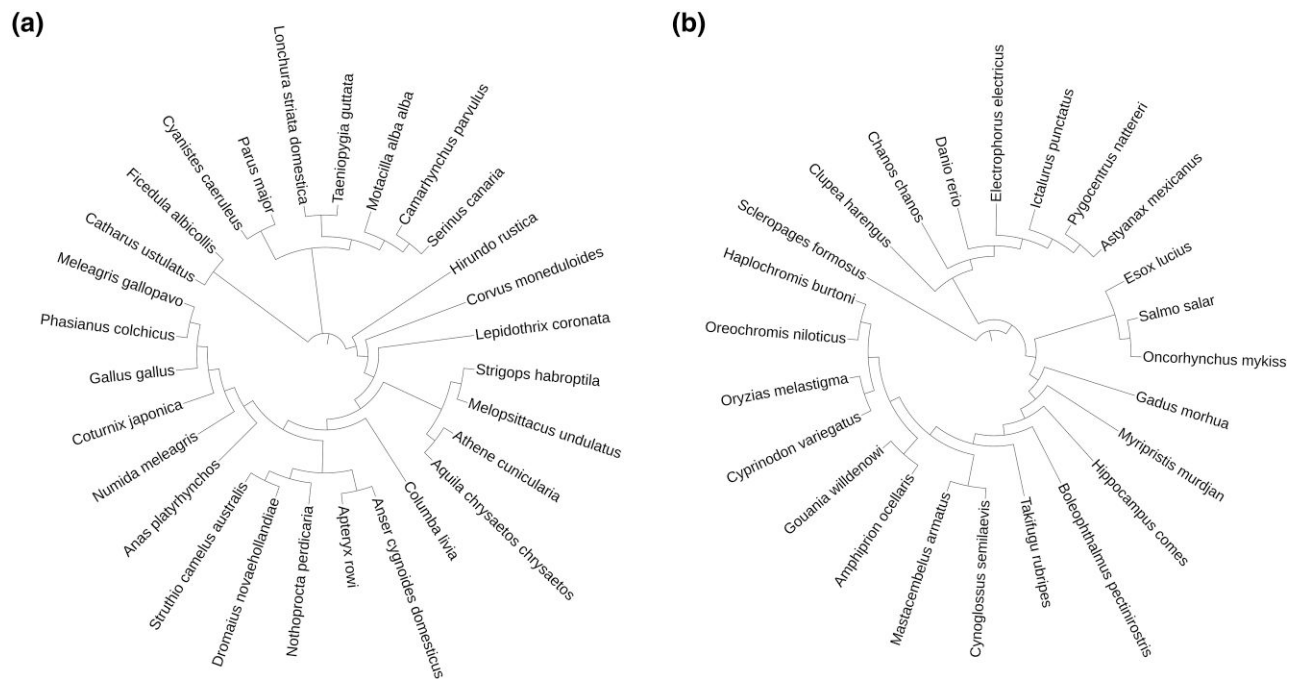 (a)
Lonchura striata domestica
Taeniopygia guttata
Motacilla alba alba
Camarhynchus parvulus
Serinus canaria
Hirundo rustica
Corvus moneduloides
Lepidothrix coronata
Strigops habroptila
Melopsittacus undulatus
Athene cunicularia
Aquila chrysaetos chrysaetos
Columba livia
Anser cygnoides domesticus
Apteryx rowi
Nothoprocta perdicaria
Dromaius novaehollandiae
Struthio camelus australis
Anas platyrhynchos
Numida meleagris
Coturnix japonica
Gallus gallus
Phasianus colchicus
Meleagris gallopavo
Catharus ustulatus
Ficedula albicollis
Cyanistes caeruleus
Parus major
(b)
Electrophorus electricus
Ictalurus punctatus
Pygocentrus nattereri
Astyanax mexicanus
Esox lucius
Salmo salar
Oncorhynchus mykiss
Gadus morhua
Myripristis murdjan
Hippocampus comes
Boleophthalmus pectinirostris
Takifugu rubripes
Cynoglossus semilaevis
Mastacembelus armatus
Amphiprion ocellaris
Gouania willdenowi
Cyprinodon variegatus
Oryzias melastigma
Oreochromis niloticus
Haplochromis burtoni
Scleropages formosus
Clupea harengus
Chanos chanos
Danio rerio